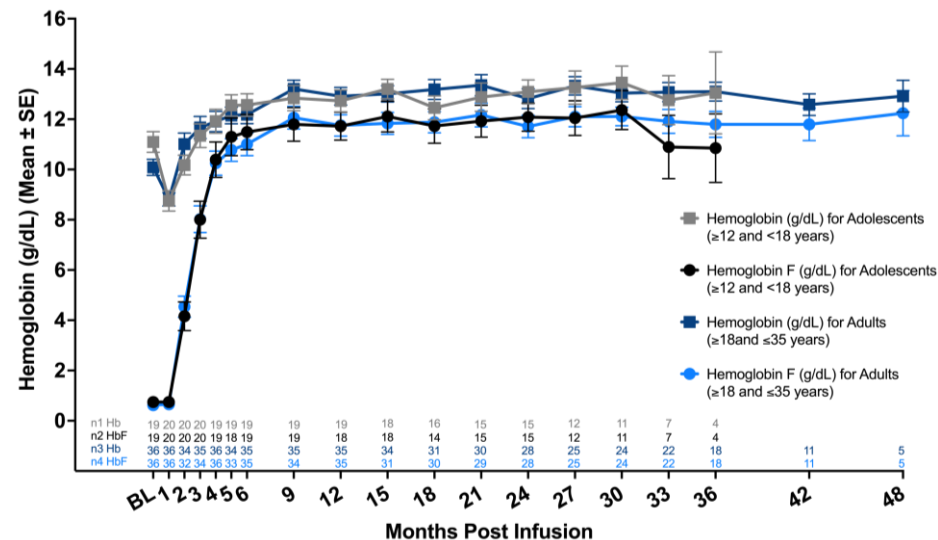 16
14
12
10
8
6
4
2
0
Hemoglobin (g/dL) (Mean ± SE)
Hemoglobin (g/dL) for Adolescents
(≥12 and <18 years)
Hemoglobin F (g/dL) for Adolescents
(≥12 and <18 years)
Hemoglobin (g/dL) for Adults
(≥18and ≤35 years)
Hemoglobin F (g/dL) for Adults
(≥18 and ≤35 years)
n1 Hb 19 20 20 20 19 19 19 19 19 18 16 15 15 12 11 7 4
n2 HbF 19 20 20 20 19 18 19 19 18 18 14 15 15 12 11 7 4
n3 Hb 36 36 34 35 36 34 35 35 35 34 31 30 28 25 24 22 18 11 5
n4 HbF 36 36 32 34 36 33 35 34 35 31 30 29 28 25 24 22 18 11 5
BL 1 2 3 4 5 6 9 12 15 18 21 24 27 30 33 36 42 48
Months Post Infusion